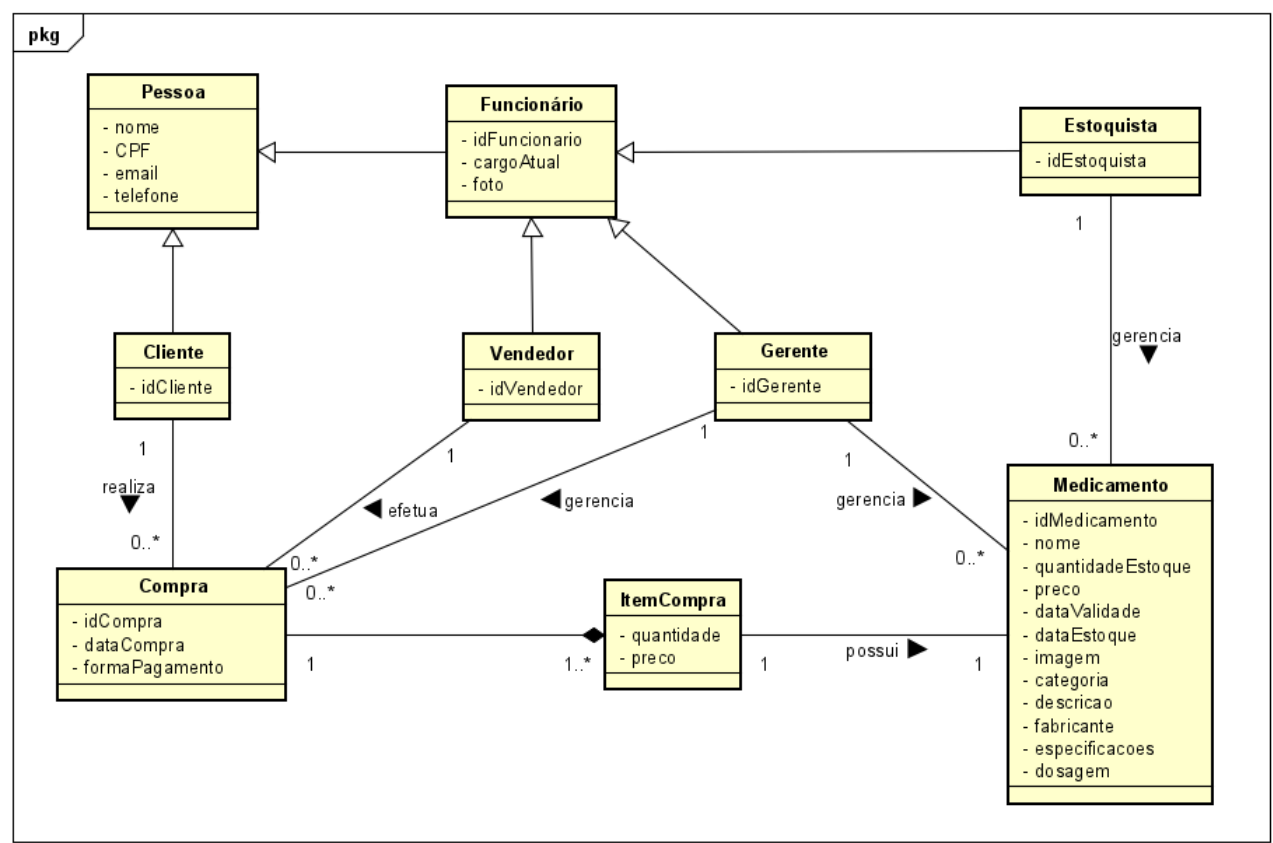 pkg
Pessoa
- nome
- CPF
- email
- telefone
Funcionário
- idFuncionario
- cargoAtual
- foto
Estoquista
- idEstoquista
Cliente
- idCliente
Vendedor
- idVendedor
Gerente
- idGerente
1
gerencia
0..*
1
realiza
0..*
1
efetua
0..*
1
gerencia
0..*
1
gerencia
0..*
Compra
- idCompra
- dataCompra
- formaPagamento
1
1..*
ItemCompra
- quantidade
- preco
1
possui
1
Medicamento
- idMedicamento
- nome
- quantidadeEstoque
- preco
- dataValidade
- dataEstoque
- imagem
- categoria
- descricao
- fabricante
- especificacoes
- dosagem